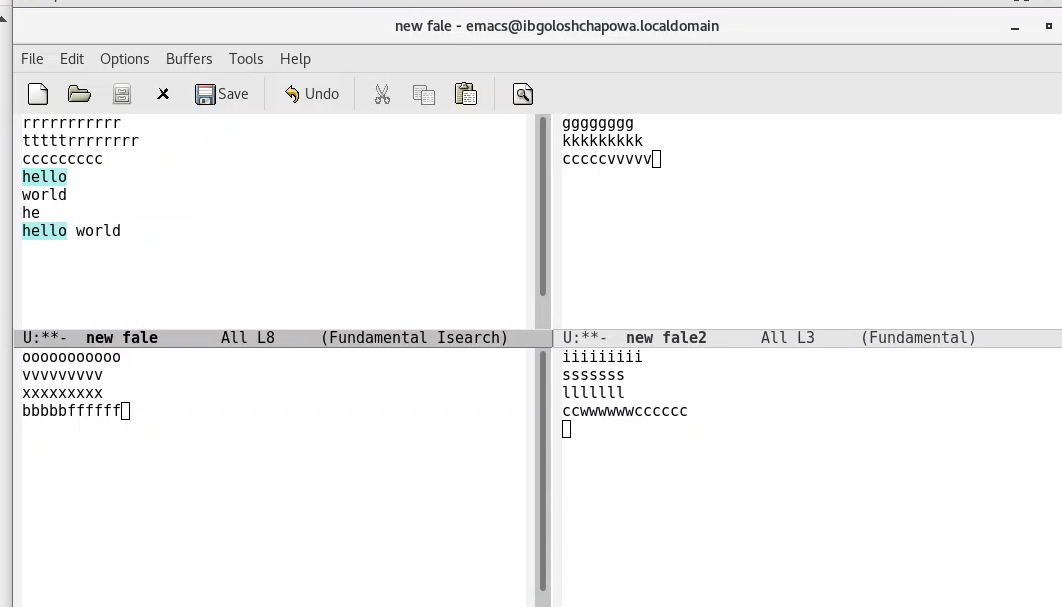 new fale - emacs@ibgoloshchapowa.localdomain
File Edit Options Buffers Tools Help
Save Undo
rrrrrrrrrrr
tttttrrrrrrrr
ccccccccc
hello
world
he
hello world
U:**- new fale All L8 (Fundamental Isearch)
gggggggg
kkkkkkkkk
cccccvvvvv
U:**- new fale2 All L3 (Fundamental)
ooooooooooo
vvvvvvvvv
xxxxxxxxx
bbbbbffffff
iiiiiiiii
sssssss
lllllll
ccwwwwwwcccccc